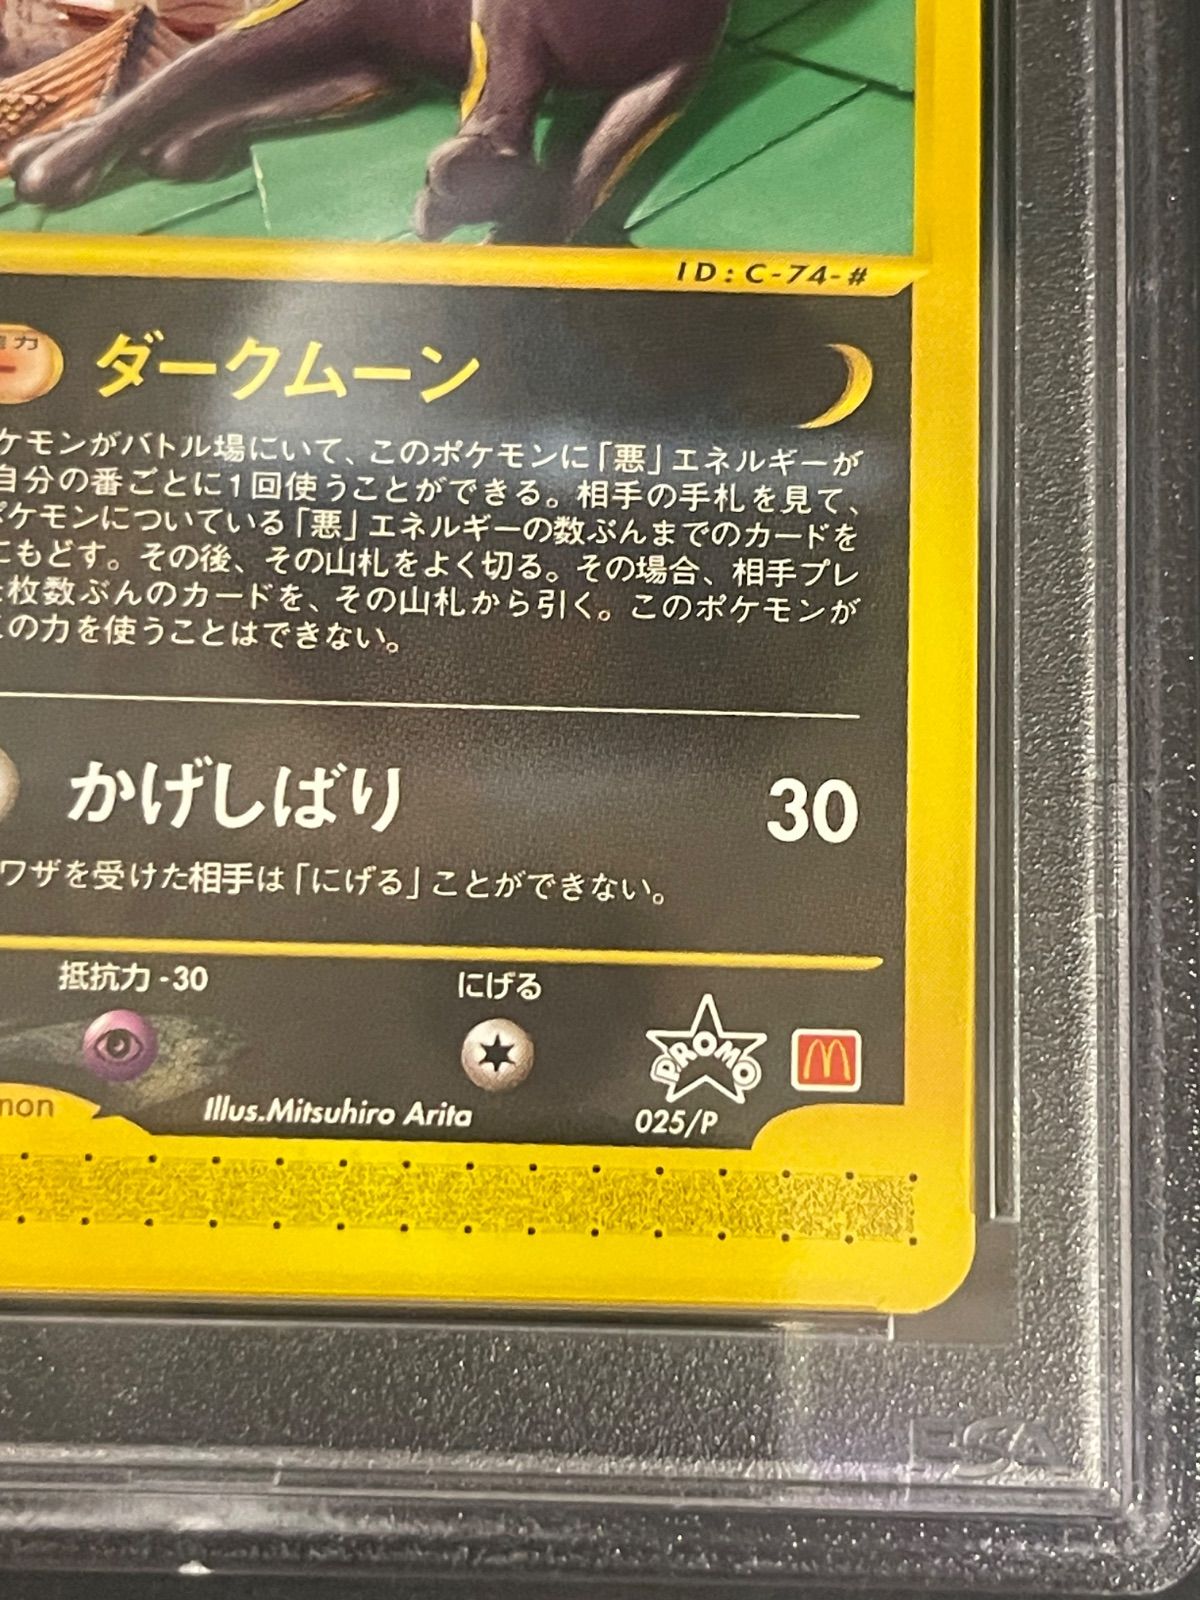 ID:C-74-#
力
ダークムーン
ケモンがバトル場にいて、このポケモンに「悪」エネルギーが
自分の番ごとに1回使うことができる。相手の手札を見て、
ポケモンについている「悪」エネルギーの数ぶんまでのカードを
にもどす。その後、その山札をよく切る。その場合、相手プレ
枚数ぶんのカードを、その山札から引く。このポケモンが
の力を使うことはできない。
かげしばり 30
ワザを受けた相手は「にげる」ことができない。
抵抗力 -30 にげる
PROMO
mon Illus.Mitsuhiro Arita 025/P